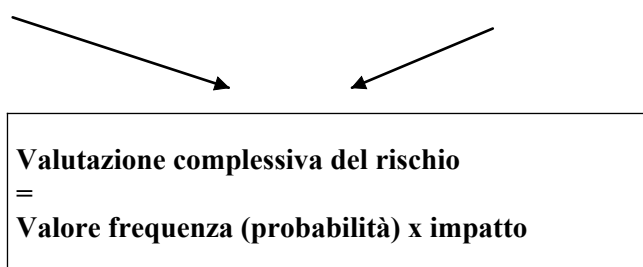 Valutazione complessiva del rischio
=
Valore frequenza (probabilità) x impatto